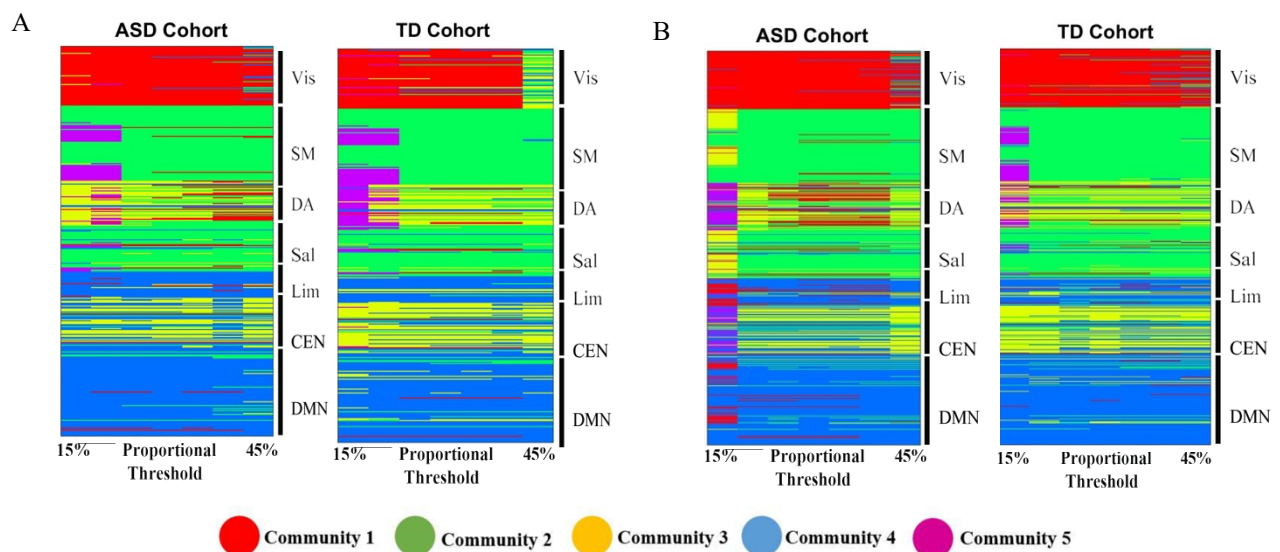 A
ASD Cohort
TD Cohort
B
ASD Cohort
TD Cohort
Vis
SM
DA
Sal
Lim
CEN
DMN
Vis
SM
DA
Sal
Lim
CEN
DMN
Vis
SM
DA
Sal
Lim
CEN
DMN
Vis
SM
DA
Sal
Lim
CEN
DMN
15% Proportional 45%
Threshold
15% Proportional 45%
Threshold
15% Proportional 45%
Threshold
15% Proportional 45%
Threshold
Community 1 Community 2 Community 3 Community 4 Community 5